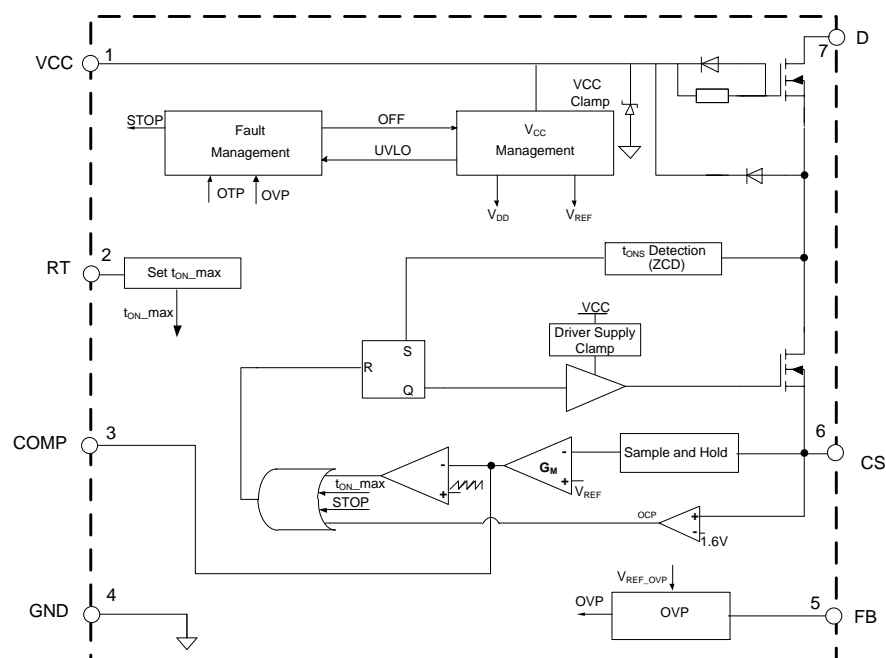 D
7
1
VCC
VCC
Clamp
STOP
Fault
Management
OFF
UVLO
VCC
Management
OTP
OVP
VDD
VREF
2
RT
Set tON_max
tON_max
tONS Detection
(ZCD)
VCC
Driver Supply
Clamp
S
R
Q
COMP
3
6
CS
Sample and Hold
-
GM
+
VREF
-
+
tON_max
STOP
OCP
+
-
1.6V
4
GND
VREF_OVP
OVP
OVP
5
FB